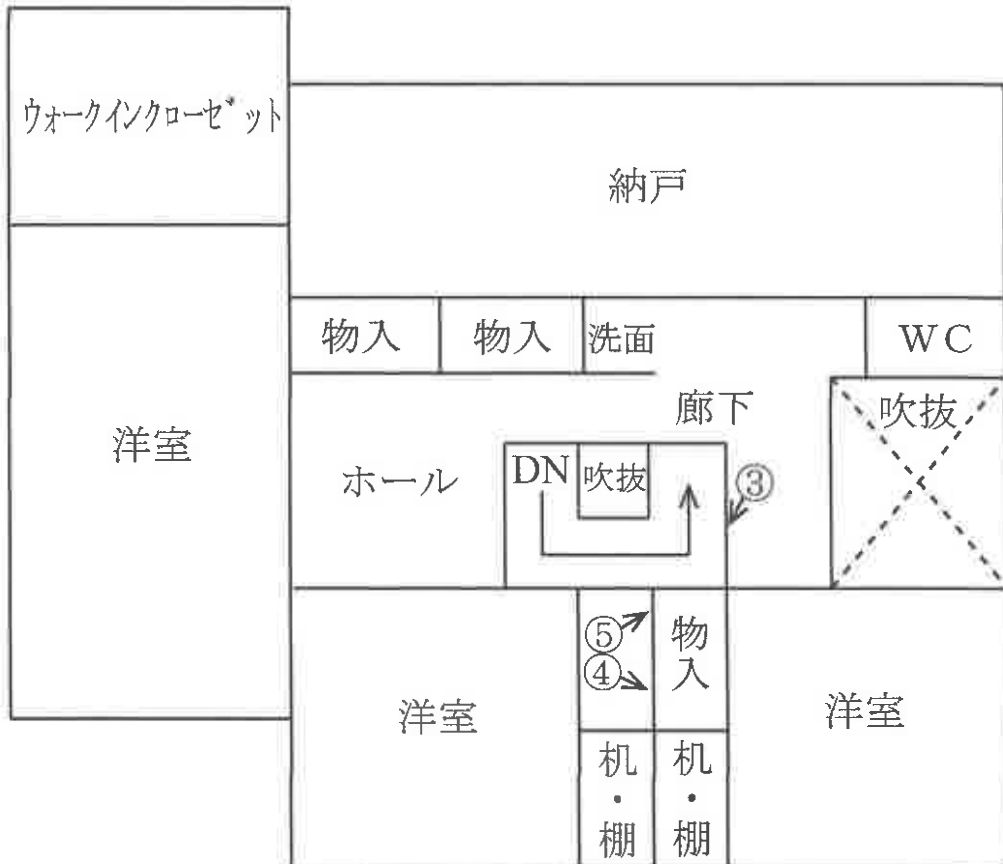 ウォークインクローゼット
納戸
物入
物入
洗面
WC
廊下
吹抜
洋室
ホール
DN
吹抜
③
⑤
④
物入
洋室
洋室
机・棚
机・棚